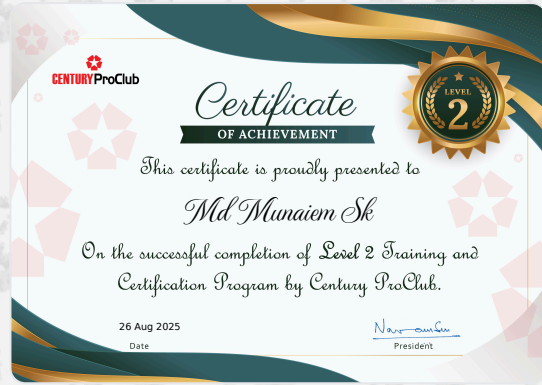 CENTURY ProClub
LEVEL
2
Certificate
OF ACHIEVEMENT
This certificate is proudly presented to
Md Munaiem Sk
On the successful completion of Level 2 Training and
Certification Program by Century ProClub.
26 Aug 2025
Date
President